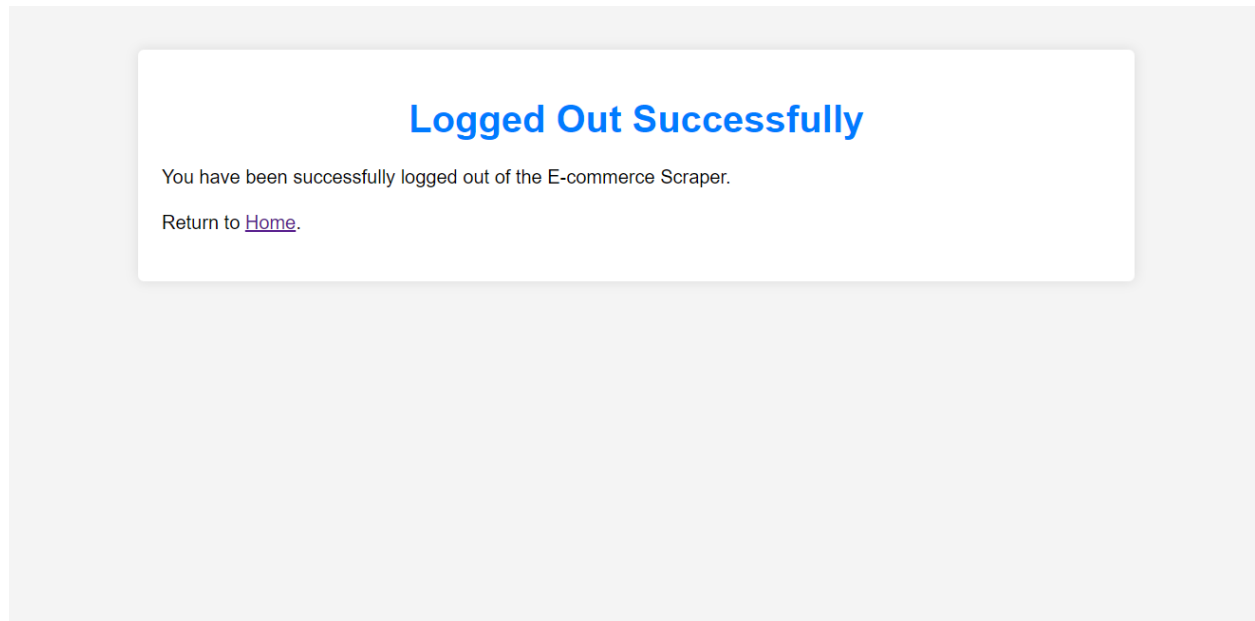 Logged Out Successfully
You have been successfully logged out of the E-commerce Scraper.
Return to Home.